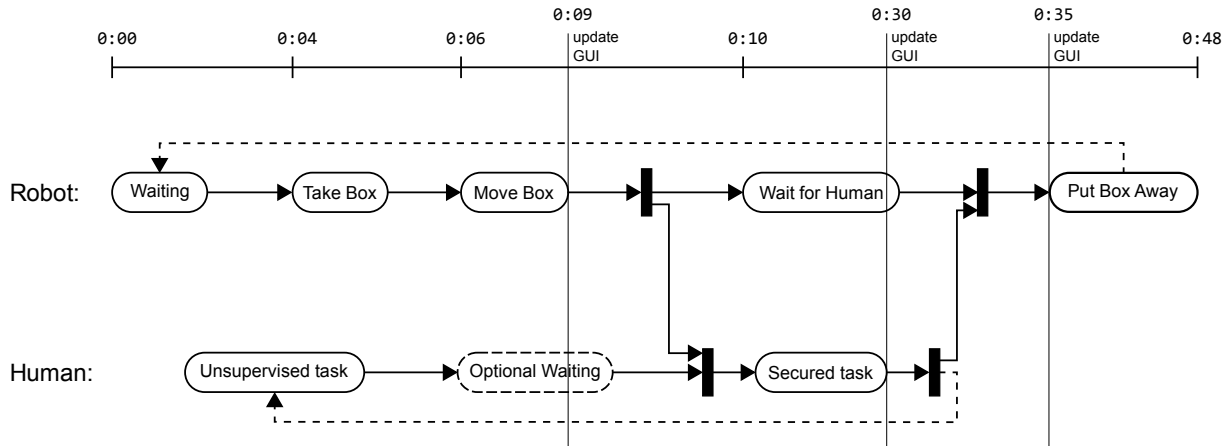 0:09 0:30 0:35
0:00 0:04 0:06 update 0:10 update update 0:48
GUI GUI GUI
Robot: Waiting Take Box Move Box Wait for Human Put Box Away
Human: Unsupervised task Optional Waiting Secured task